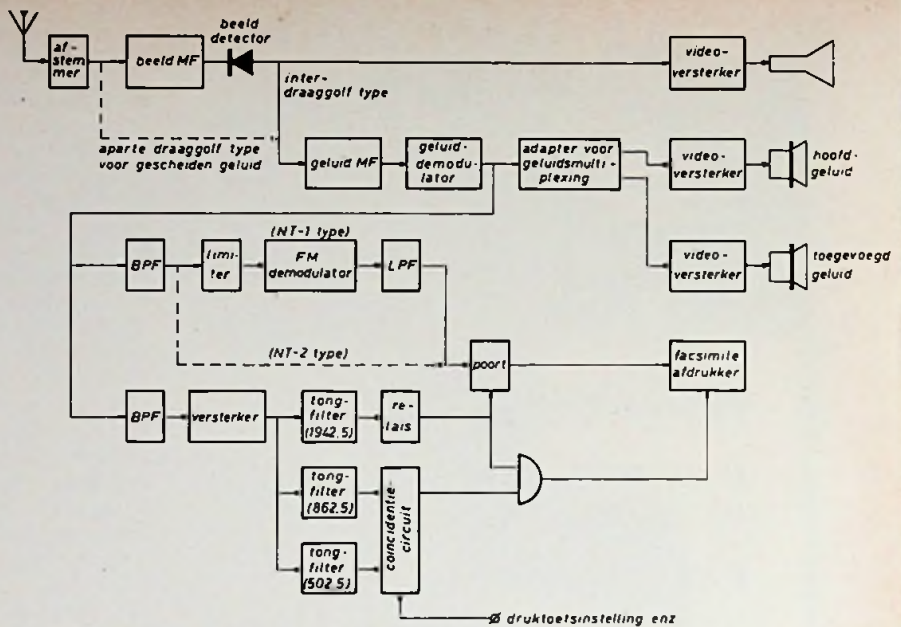 af-
stem
mer
beeld MF
beeld
detector
inter-
draaggolf type
video-
versterker
aparte draaggolf type
voor gescheiden geluid
geluid MF
geluid-
demodu-
lator
adapter voor
geluidsmulti-
plexing
video-
versterker
hoofd-
geluid
video-
versterker
toegevoegd
geluid
(NT-1 type)
BPF
limi-
ter
FM
demodulator
LPF
(NT-2 type)
poort
facsimile
afdrukker
BPF
versterker
tong-
filter
(1942.5)
re-
lais
tong-
filter
(862.5)
tong-
filter
(502.5)
coincidentie-
circuit
druktoetsinstelling enz